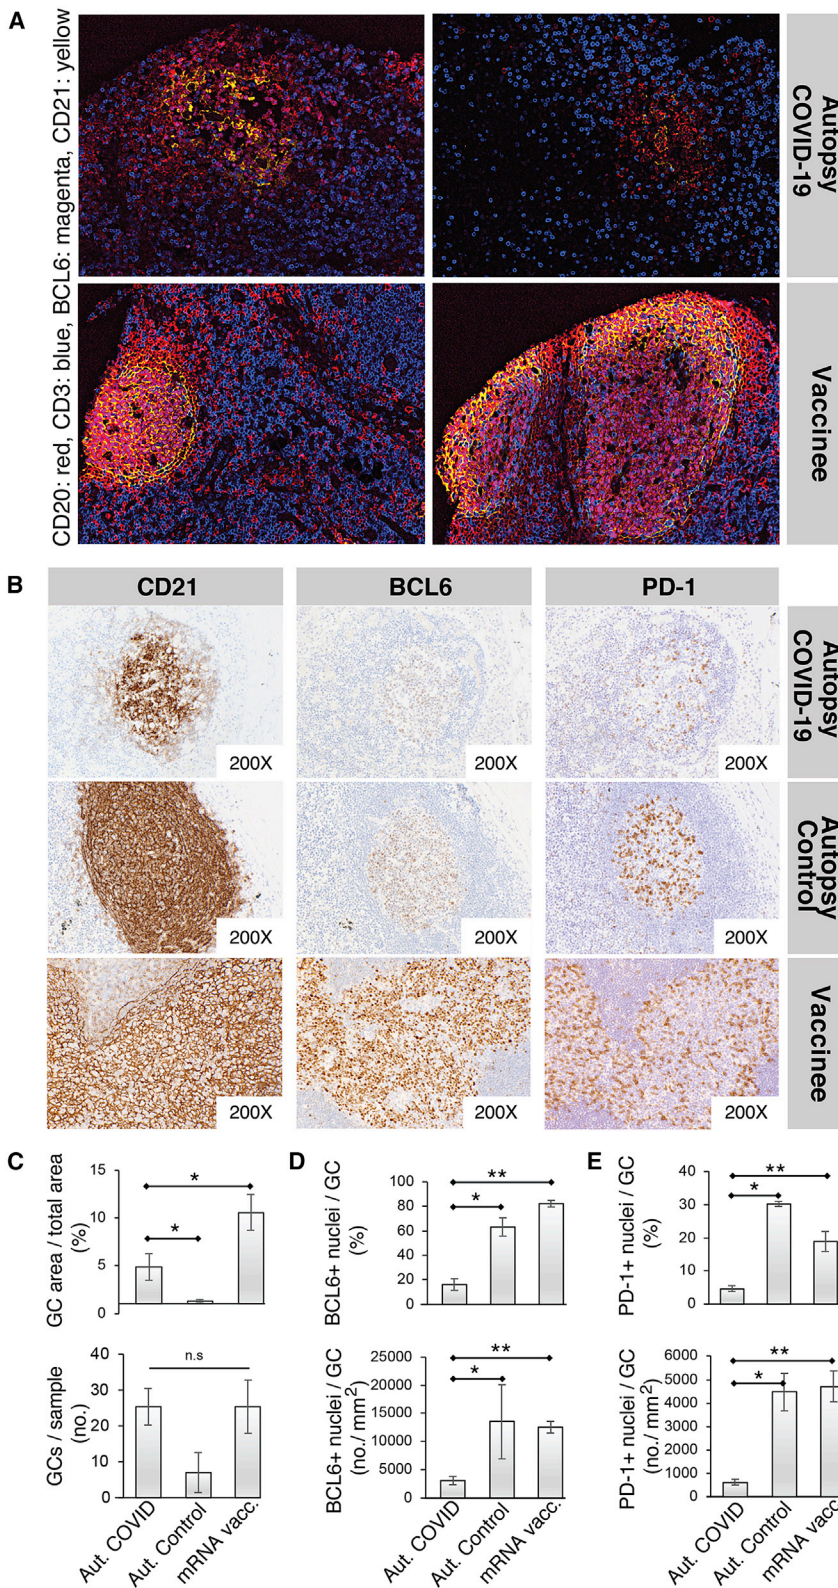 A
CD20: red, CD3: blue, BCL6: magenta, CD21: yellow
Autopsy
COVID-19
Vaccinee
B
CD21
BCL6
PD-1
Autopsy
COVID-19
200X
200X
200X
Autopsy
Control
200X
200X
200X
Vaccinee
200X
200X
200X
C
GC area / total area
(%)
15
10
5
0
*
*
GCs / sample
(no.)
40
30
20
10
0
n.s
Aut. COVID
Aut. Control
mRNA vacc.
D
BCL6+ nuclei / GC
(%)
100
80
60
40
20
0
**
*
BCL6+ nuclei / GC
(no./ mm²)
25000
20000
15000
10000
5000
0
**
*
Aut. COVID
Aut. Control
mRNA vacc.
E
PD-1+ nuclei / GC
(%)
40
30
20
10
0
**
*
PD-1+ nuclei / GC
(no./ mm²)
6000
5000
4000
3000
2000
1000
0
**
*
Aut. COVID
Aut. Control
mRNA vacc.